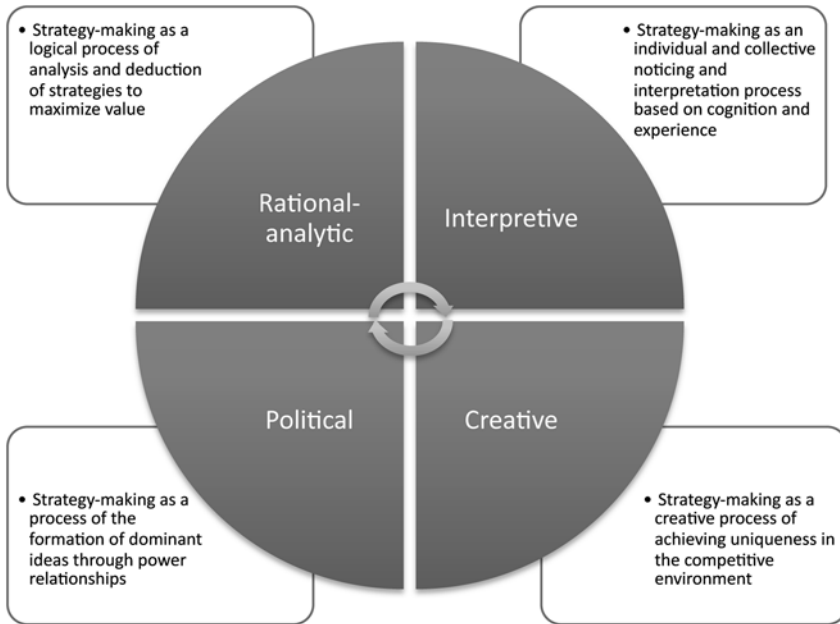 • Strategy-making as a
logical process of
analysis and deduction
of strategies to
maximize value
• Strategy-making as an
individual and collective
noticing and
interpretation process
based on cognition and
experience
Rational-
analytic
Interpretive
Political
Creative
• Strategy-making as a
process of the
formation of dominant
ideas through power
relationships
• Strategy-making as a
creative process of
achieving uniqueness in
the competitive
environment